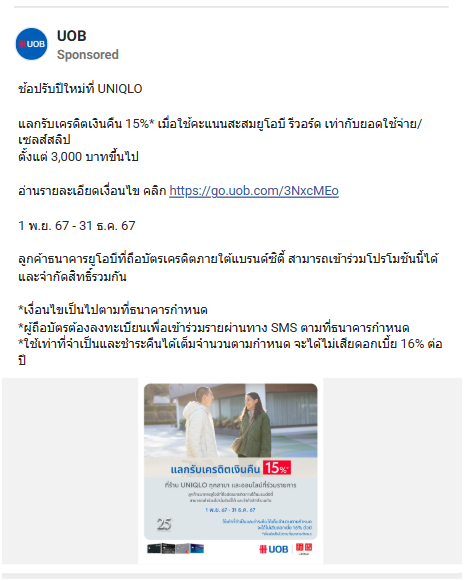 UOB
UOB
Sponsored
ช้อปรับปีใหม่ที่ UNIQLO
แลกรับเครดิตเงินคืน 15%* เมื่อใช้คะแนนสะสมยูโอบี รีวอร์ด เท่ากับยอดใช้จ่าย/
เซลส์สลิป
ตั้งแต่ 3,000 บาทขึ้นไป
อ่านรายละเอียดเงื่อนไข คลิก https://go.uob.com/3NxcMEo
1 พ.ย. 67 - 31 ธ.ค. 67
ลูกค้าธนาคารยูโอบีที่ถือบัตรเครดิตภายใต้แบรนด์ซิตี้ สามารถเข้าร่วมโปรโมชันนี้ได้
และจำกัดสิทธิ์รวมกัน
*เงื่อนไขเป็นไปตามที่ธนาคารกำหนด
*ผู้ถือบัตรต้องลงทะเบียนเพื่อเข้าร่วมรายผ่านทาง SMS ตามที่ธนาคารกำหนด
*ใช้เท่าที่จำเป็นและชำระคืนได้เต็มจำนวนตามกำหนด จะได้ไม่เสียดอกเบี้ย 16% ต่อ
ปี
แลกรับเครดิตเงินคืน 15%*
ที่ร้าน UNIQLO ทุกสาขา และออนไลน์ที่ร่วมรายการ
1 พ.ย. 67 - 31 ธ.ค. 67
25
UOB